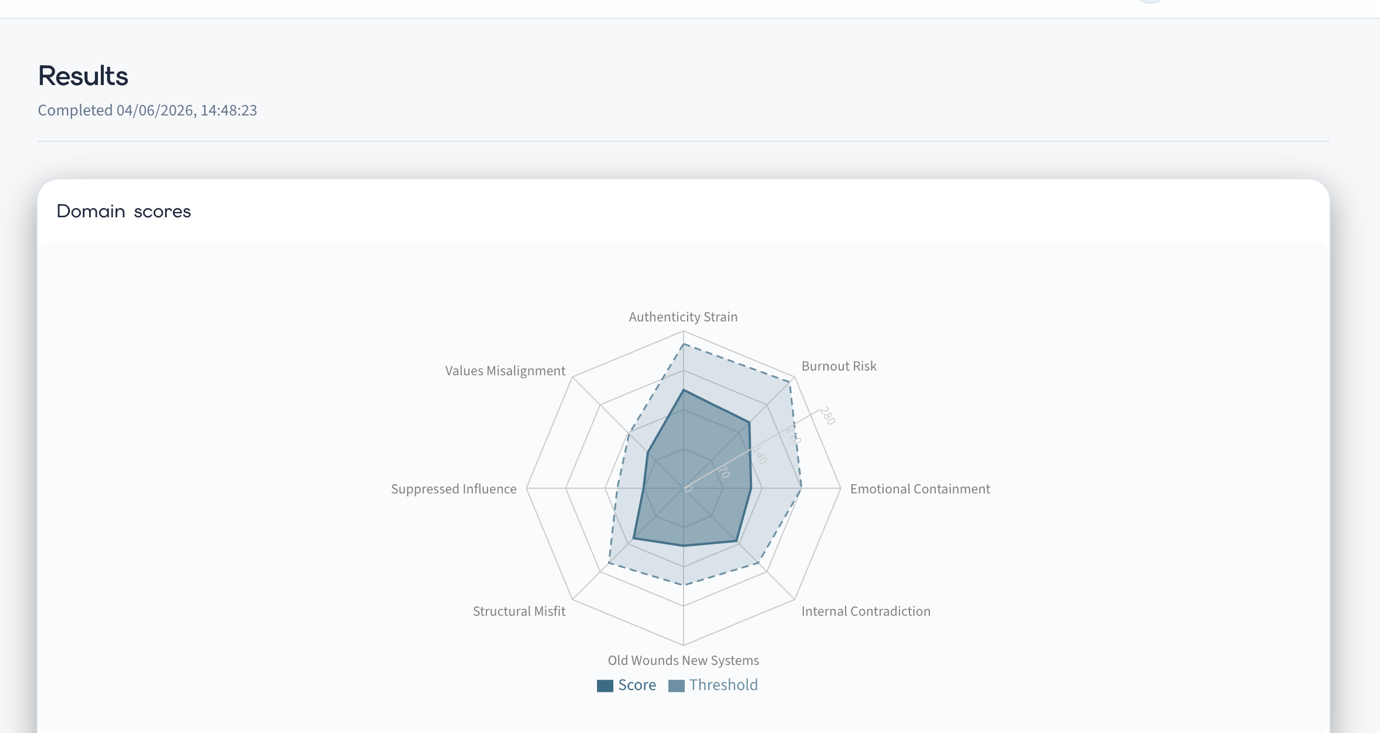 Results
Completed 04/06/2026, 14:48:23
Domain scores
Authenticity Strain
Values Misalignment
Burnout Risk
280
210
140
70
0
Suppressed Influence
Emotional Containment
Structural Misfit
Internal Contradiction
Old Wounds New Systems
Score
Threshold